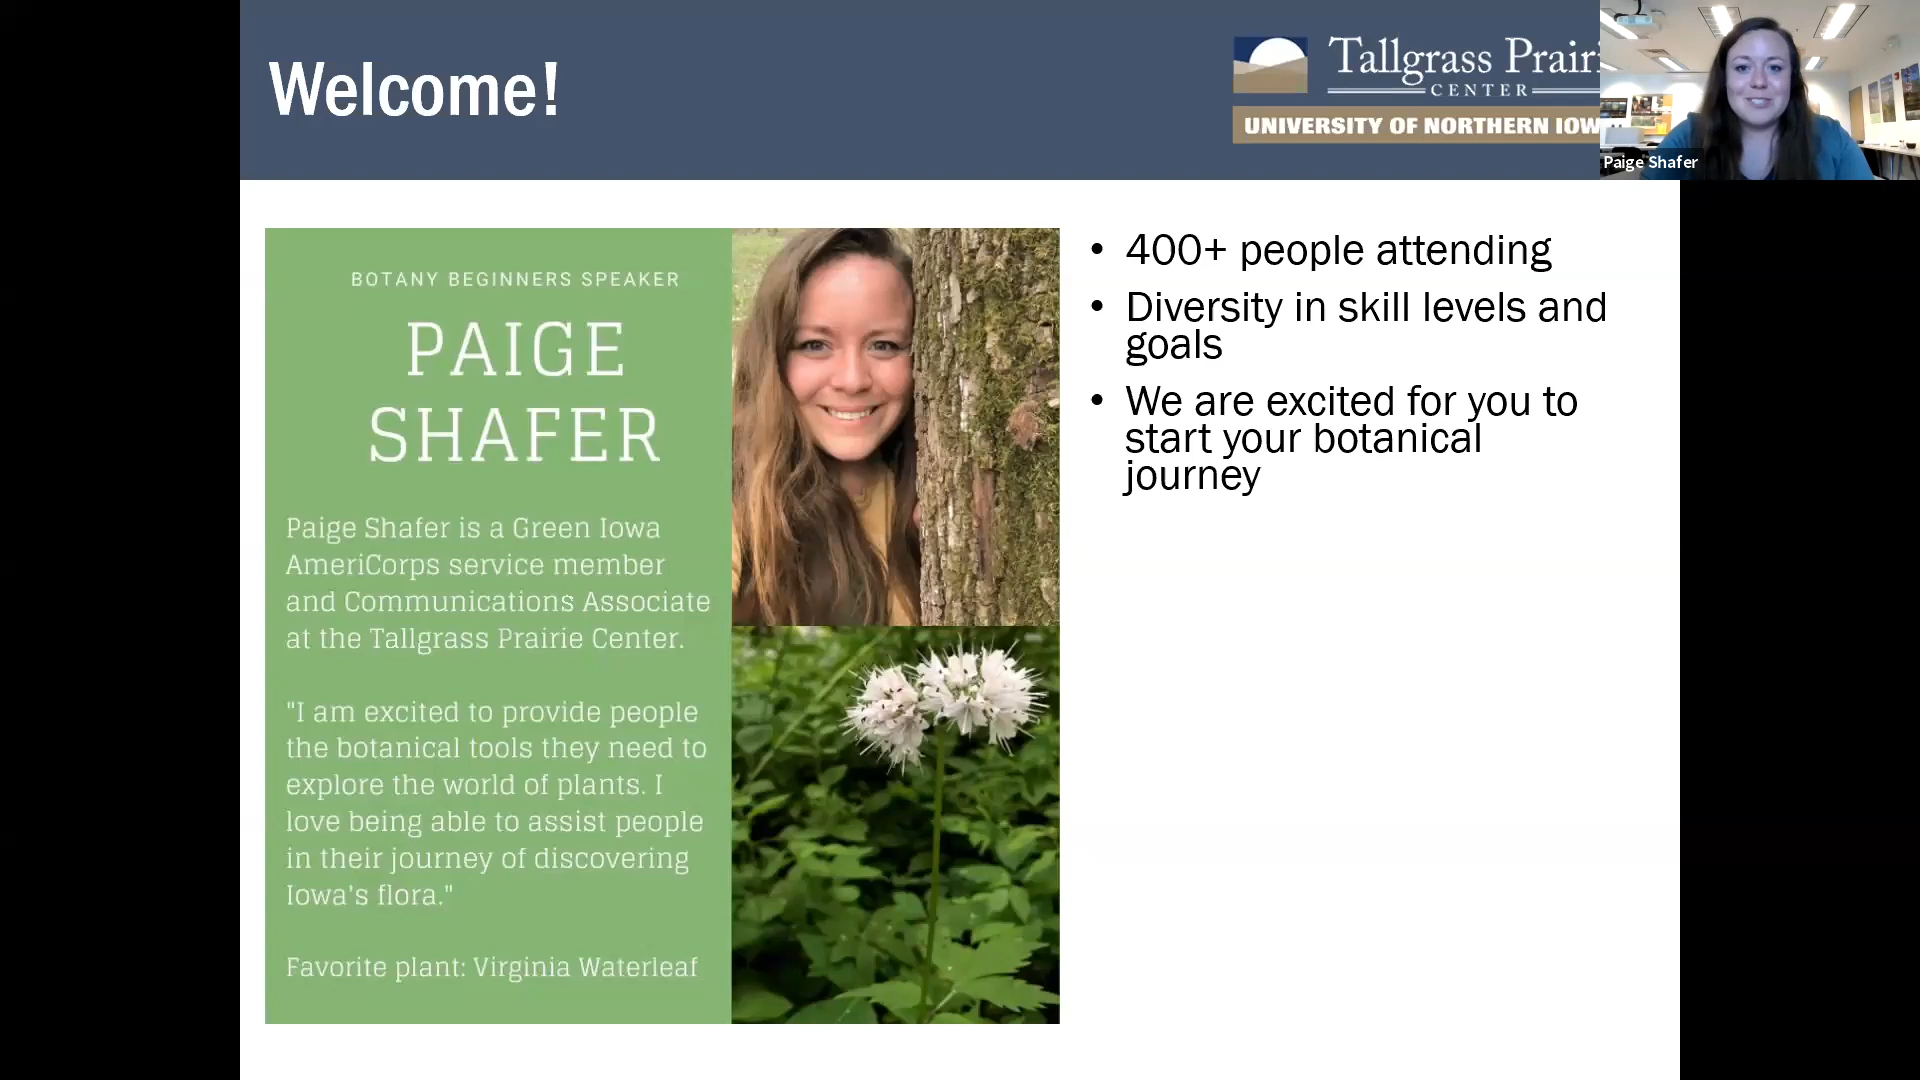 Welcome!
Tallgrass Prairi
CENTER
UNIVERSITY OF NORTHERN IOW
Paige Shafer
BOTANY BEGINNERS SPEAKER
PAIGE
SHAFER
Paige Shafer is a Green Iowa
AmeriCorps service member
and Communications Associate
at the Tallgrass Prairie Center.
"I am excited to provide people
the botanical tools they need to
explore the world of plants. I
love being able to assist people
in their journey of discovering
Iowa's flora."
Favorite plant: Virginia Waterleaf
• 400+ people attending
• Diversity in skill levels and
goals
• We are excited for you to
start your botanical
journey